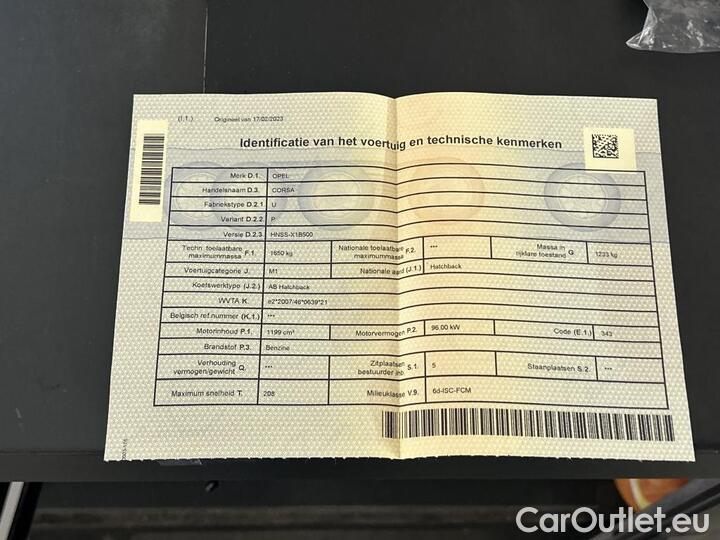 (I.1.) Origineel van 17/02/2023
Identificatie van het voertuig en technische kenmerken
Merk D.1. OPEL
Handelsnaam D.3. CORSA
Fabriekstype D.2.1. U
Variant D.2.2. P
Versie D.2.3. HNSS-X1B500
Techn. toelaatbare maximummassa F.1. 1650 kg Nationale toelaatbare maximummassa F.2. *** Massa in rijklare toestand G. 1233 kg
Voertuigcategorie J. M1 Nationale aard (J.1.) Hatchback
Koetswerktype (J.2.) AB Hatchback
WVTA K. e2*2007/46*0639*21
Belgisch ref.nummer (K.1.) ***
Motorinhoud P.1. 1199 cm³ Motorvermogen P.2. 96,00 kW Code (E.1.) 343
Brandstof P.3. Benzine
Verhouding vermogen/gewicht Q. *** Zitplaatsen bestuurder inb. S.1. 5 Staanplaatsen S.2. ***
Maximum snelheid T. 208 Milieuklasse V.9. 6d-ISC-FCM
CarOutlet.eu